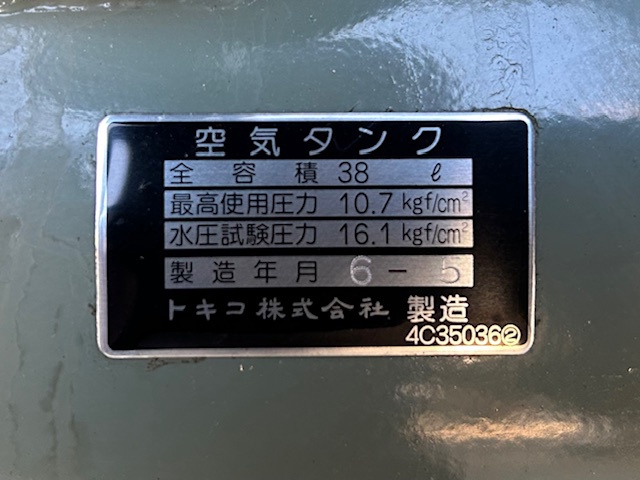 空気タンク
全容積 38 ℓ
最高使用圧力 10.7 kgf/cm²
水圧試験圧力 16.1 kgf/cm²
製造年月 6-5
トキコ株式会社 製造
4C35036②